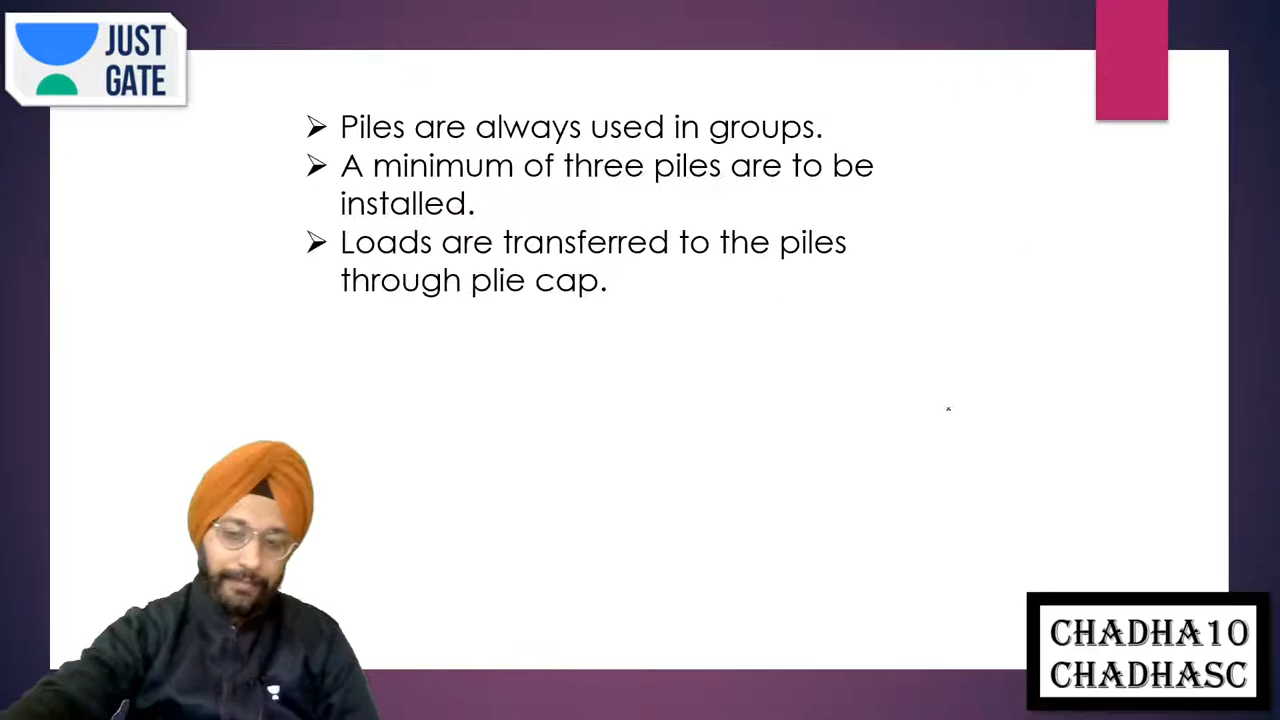 JUST
GATE
➢ Piles are always used in groups.
➢ A minimum of three piles are to be
installed.
➢ Loads are transferred to the piles
through plie cap.
CHADHA10
CHADHASC